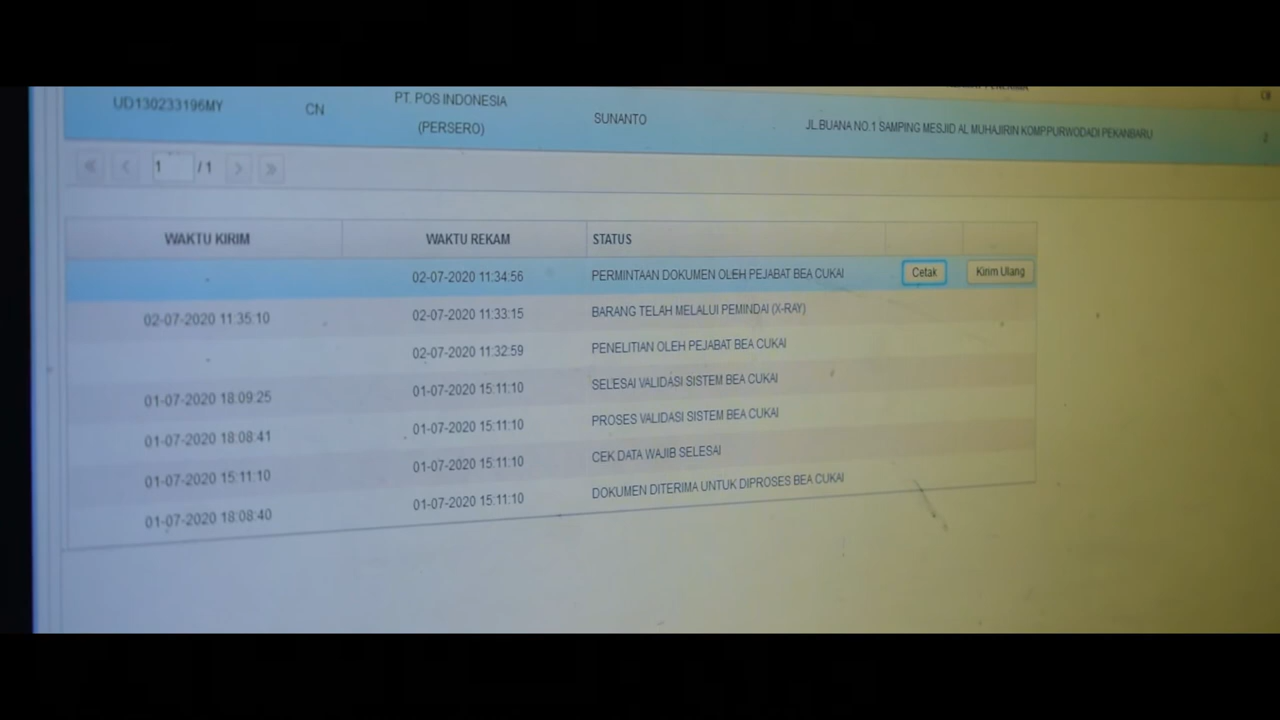 UD130233196MY CN PT. POS INDONESIA (PERSERO) SUNANTO JL.BUANA NO.1 SAMPING MESJID AL MUHAJIRIN KOMP.PURWODADI PEKANBARU 2
CN
1 / 1
WAKTU KIRIM WAKTU REKAM STATUS
02-07-2020 11:34:56 PERMINTAAN DOKUMEN OLEH PEJABAT BEA CUKAI Cetak Kirim Ulang
02-07-2020 11:35:10 02-07-2020 11:33:15 BARANG TELAH MELALUI PEMINDAI (X-RAY)
02-07-2020 11:32:59 PENELITIAN OLEH PEJABAT BEA CUKAI
01-07-2020 18:09:25 01-07-2020 15:11:10 SELESAI VALIDASI SISTEM BEA CUKAI
01-07-2020 18:08:41 01-07-2020 15:11:10 PROSES VALIDASI SISTEM BEA CUKAI
01-07-2020 15:11:10 01-07-2020 15:11:10 CEK DATA WAJIB SELESAI
01-07-2020 18:08:40 01-07-2020 15:11:10 DOKUMEN DITERIMA UNTUK DIPROSES BEA CUKAI